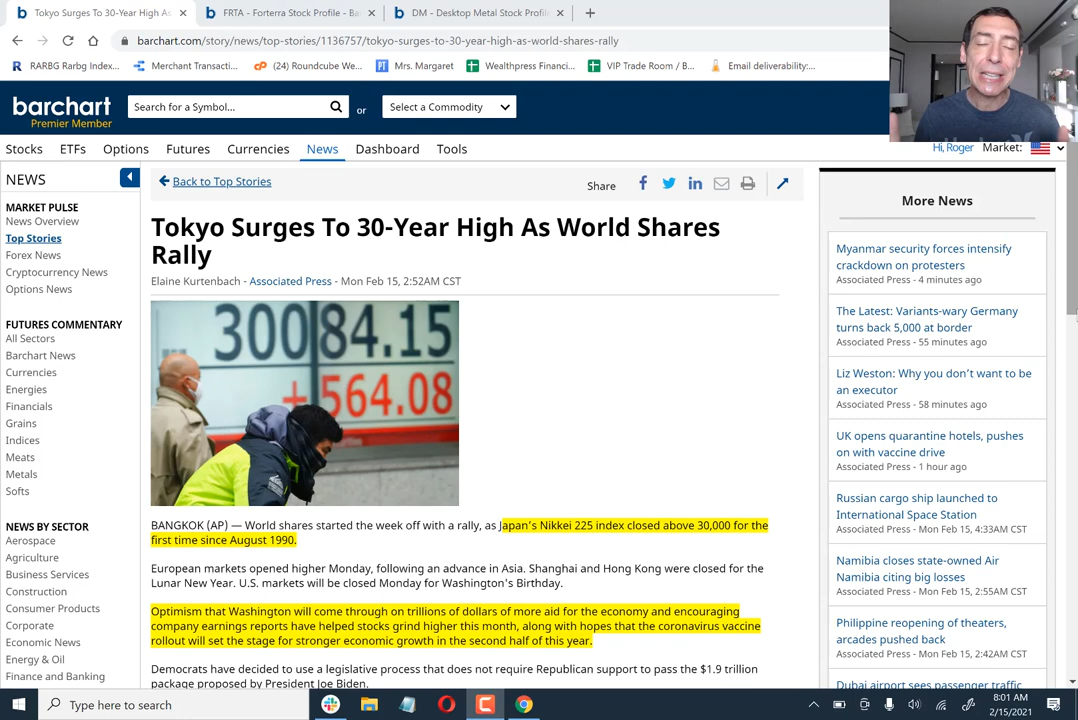 Tokyo Surges To 30-Year High As
FRTA - Forterra Stock Profile - Ba
DM - Desktop Metal Stock Profile
barchart.com/story/news/top-stories/1136757/tokyo-surges-to-30-year-high-as-world-shares-rally
RARBG Rarbg Index...
Merchant Transacti...
(24) Roundcube We...
Mrs. Margaret
Wealthpress Financi...
VIP Trade Room / B...
Email deliverability:...
barchart
Premier Member
Search for a Symbol...
or
Select a Commodity
Stocks
ETFs
Options
Futures
Currencies
News
Dashboard
Tools
Hi, Roger
Market:
NEWS
MARKET PULSE
News Overview
Top Stories
Forex News
Cryptocurrency News
Options News
FUTURES COMMENTARY
All Sectors
Barchart News
Currencies
Energies
Financials
Grains
Indices
Meats
Metals
Softs
NEWS BY SECTOR
Aerospace
Agriculture
Business Services
Construction
Consumer Products
Corporate
Economic News
Energy & Oil
Finance and Banking
Back to Top Stories
Share
Tokyo Surges To 30-Year High As World Shares
Rally
Elaine Kurtenbach - Associated Press - Mon Feb 15, 2:52AM CST
30084.15
+564.08
BANGKOK (AP) — World shares started the week off with a rally, as Japan's Nikkei 225 index closed above 30,000 for the
first time since August 1990.
European markets opened higher Monday, following an advance in Asia. Shanghai and Hong Kong were closed for the
Lunar New Year. U.S. markets will be closed Monday for Washington's Birthday.
Optimism that Washington will come through on trillions of dollars of more aid for the economy and encouraging
company earnings reports have helped stocks grind higher this month, along with hopes that the coronavirus vaccine
rollout will set the stage for stronger economic growth in the second half of this year.
Democrats have decided to use a legislative process that does not require Republican support to pass the $1.9 trillion
package proposed by President Joe Biden.
More News
Myanmar security forces intensify
crackdown on protesters
Associated Press - 4 minutes ago
The Latest: Variants-wary Germany
turns back 5,000 at border
Associated Press - 55 minutes ago
Liz Weston: Why you don't want to be
an executor
Associated Press - 58 minutes ago
UK opens quarantine hotels, pushes
on with vaccine drive
Associated Press - 1 hour ago
Russian cargo ship launched to
International Space Station
Associated Press - Mon Feb 15, 4:33AM CST
Namibia closes state-owned Air
Namibia citing big losses
Associated Press - Mon Feb 15, 2:55AM CST
Philippine reopening of theaters,
arcades pushed back
Associated Press - Mon Feb 15, 2:42AM CST
Dubai airport sees passenger traffic
Type here to search
8:01 AM
2/15/2021